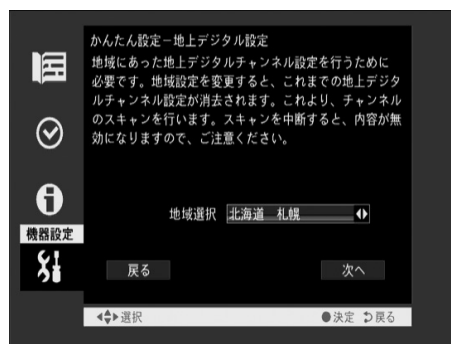 かんたん設定－地上デジタル設定
地域にあった地上デジタルチャンネル設定を行うために
必要です。地域設定を変更すると、これまでの地上デジタ
ルチャンネル設定が消去されます。これより、チャンネル
のスキャンを行います。スキャンを中断すると、内容が無
効になりますので、ご注意ください。
地域選択 北海道 札幌
機器設定
戻る 次へ
選択 決定 戻る